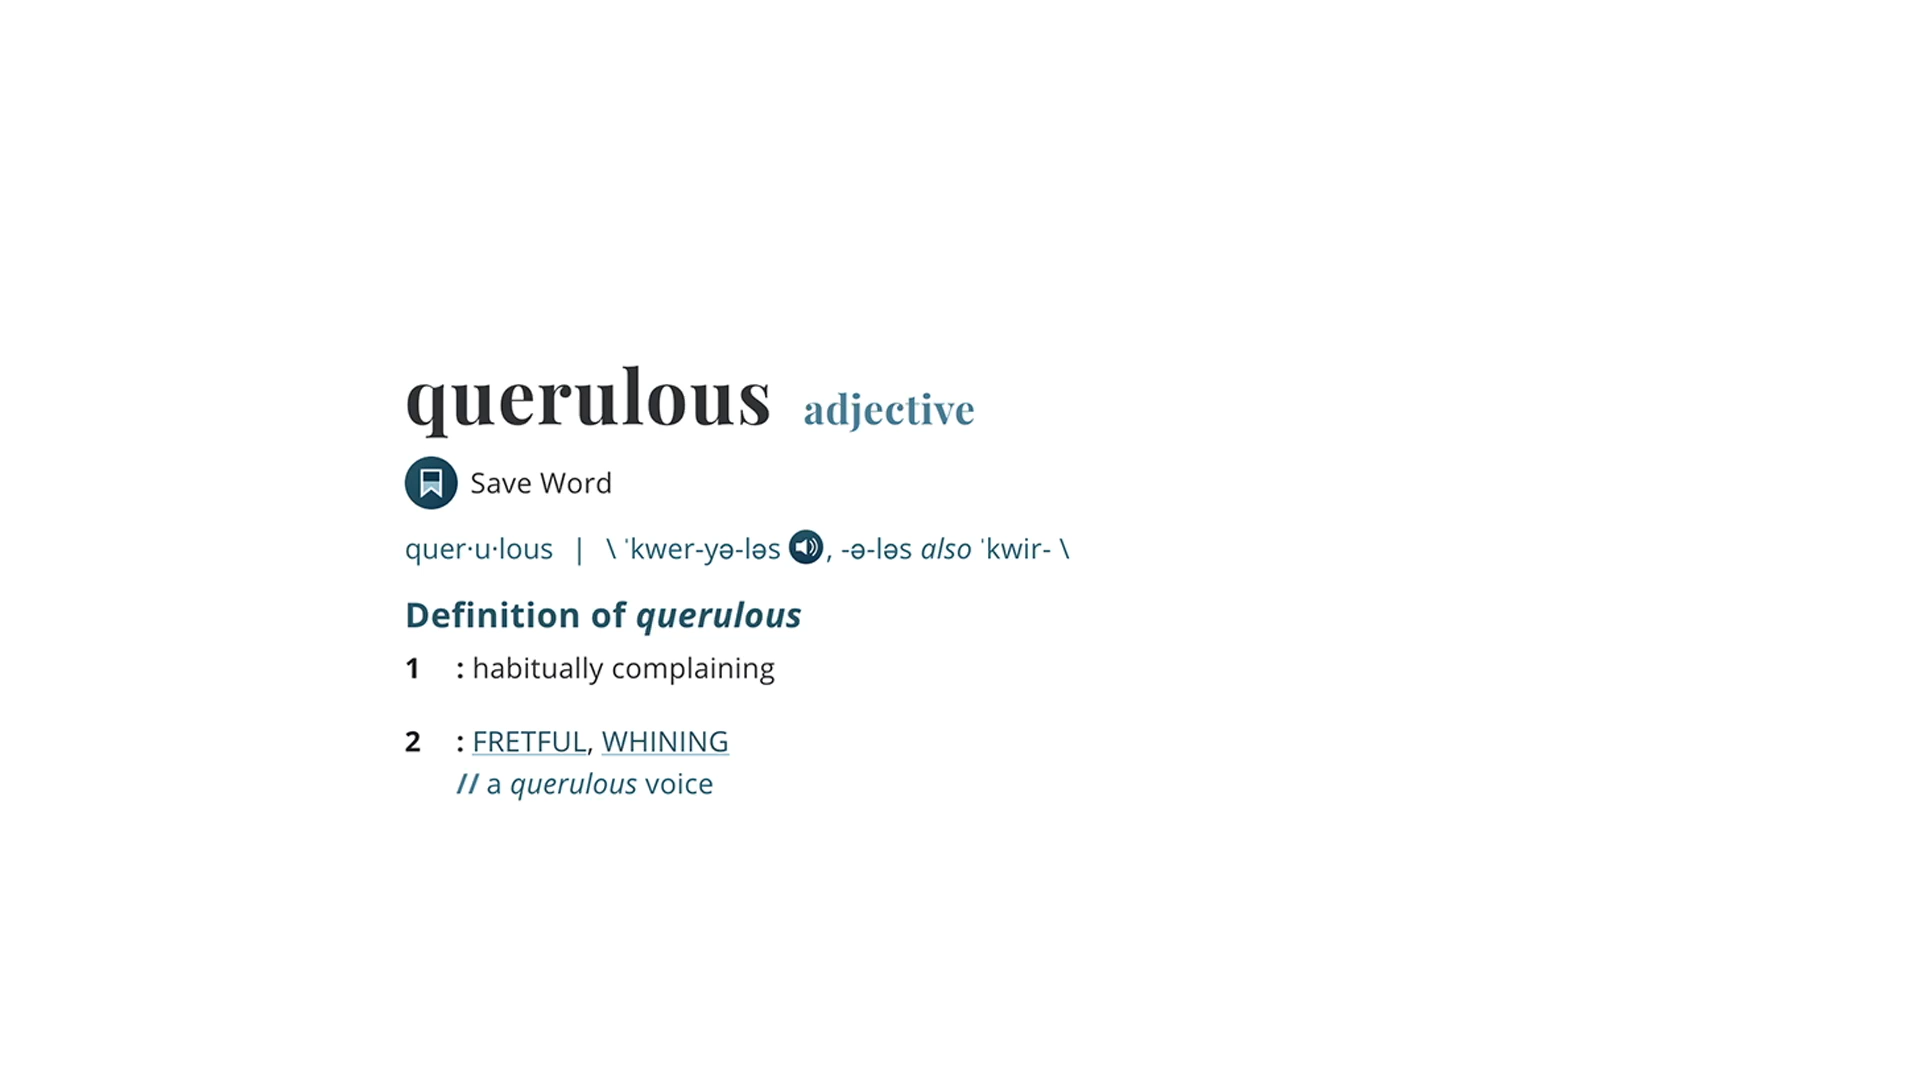 querulous adjective
Save Word
quer·u·lous | \ ˈkwer-yə-ləs , -ə-ləs also ˈkwir- \
Definition of querulous
1 : habitually complaining
2 : FRETFUL, WHINING
// a querulous voice